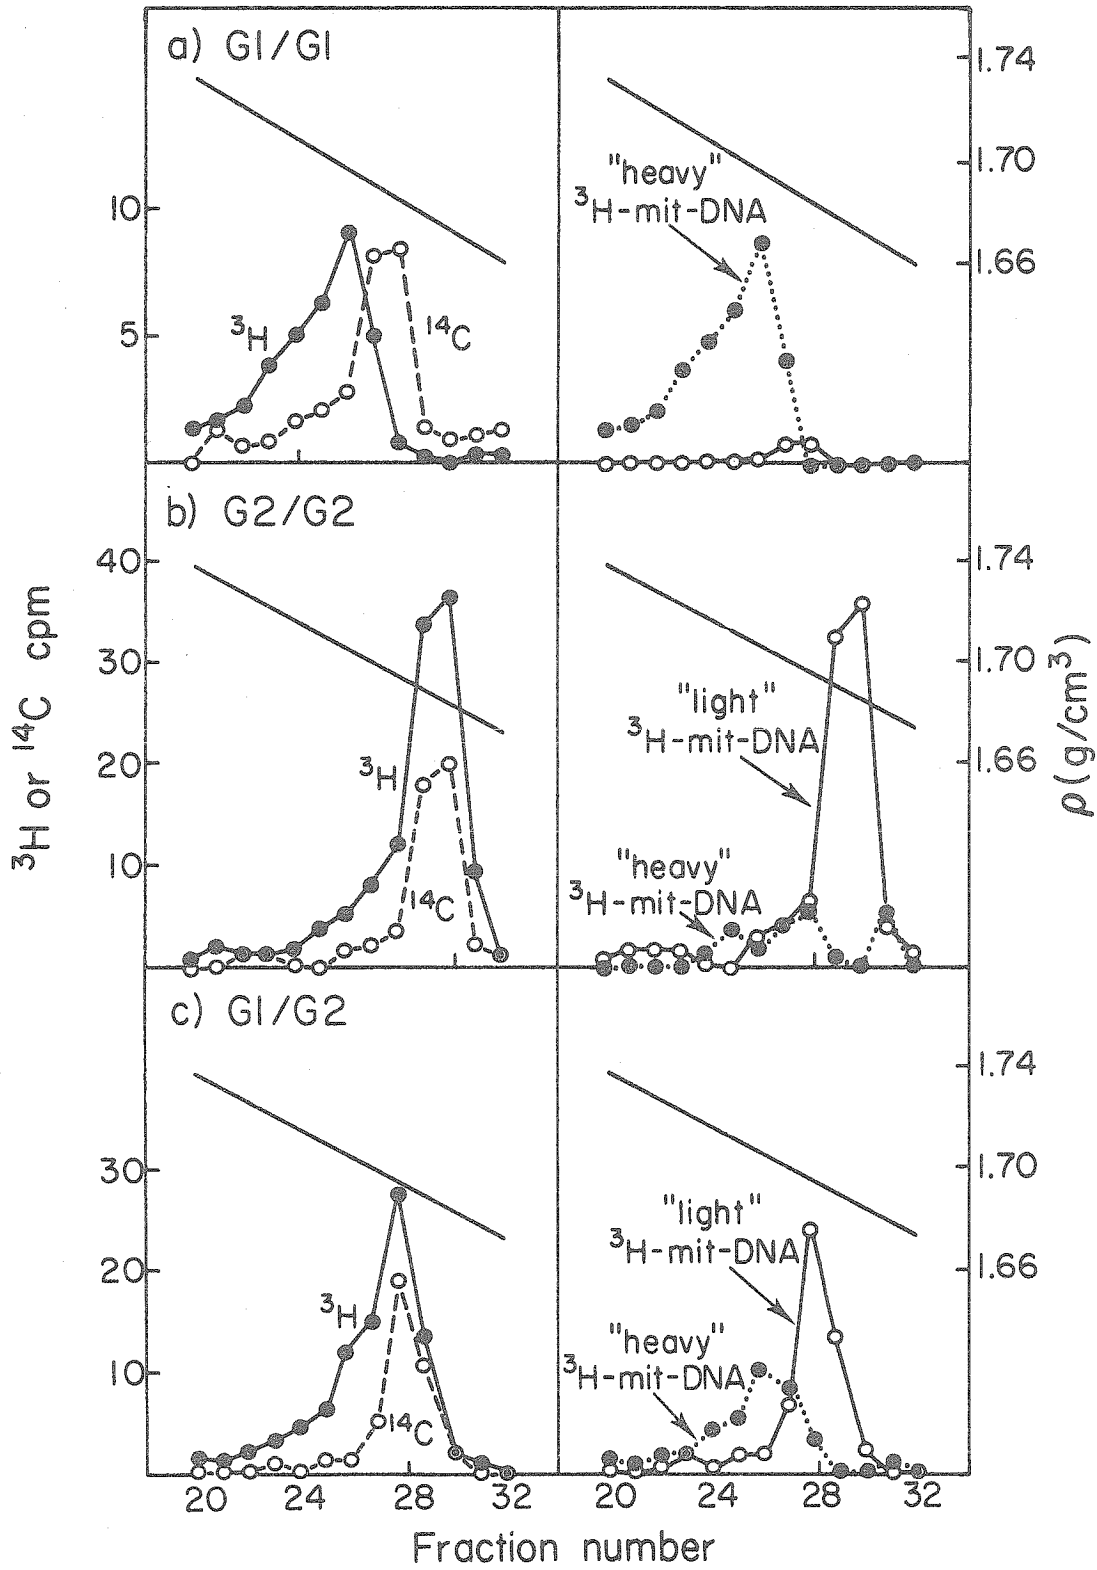 a) G1/G1
10
5
³H
¹⁴C
"heavy"
³H-mit-DNA
1.74
1.70
1.66
b) G2/G2
40
30
20
10
³H
¹⁴C
"light"
³H-mit-DNA
"heavy"
³H-mit-DNA
1.74
1.70
1.66
³H or ¹⁴C cpm
ρ(g/cm³)
c) G1/G2
30
20
10
³H
¹⁴C
"light"
³H-mit-DNA
"heavy"
³H-mit-DNA
1.74
1.70
1.66
20 24 28 32 20 24 28 32
Fraction number